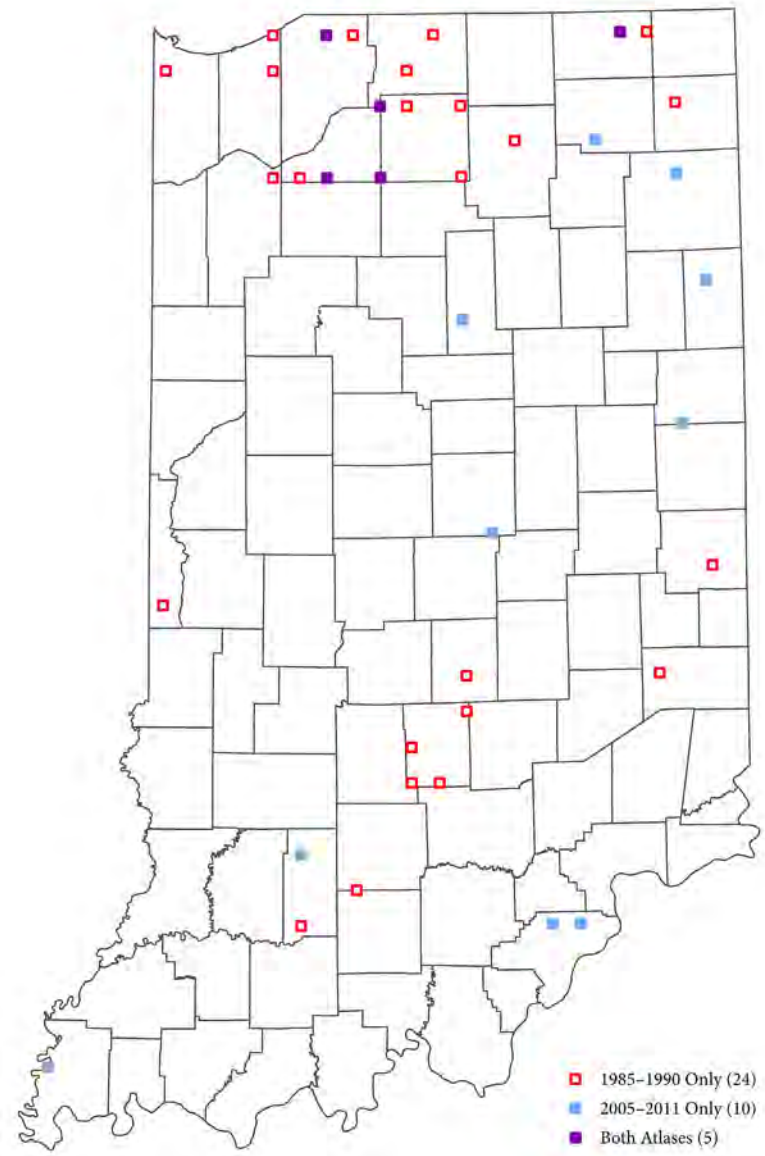 1985–1990 Only (24)
2005–2011 Only (10)
Both Atlases (5)